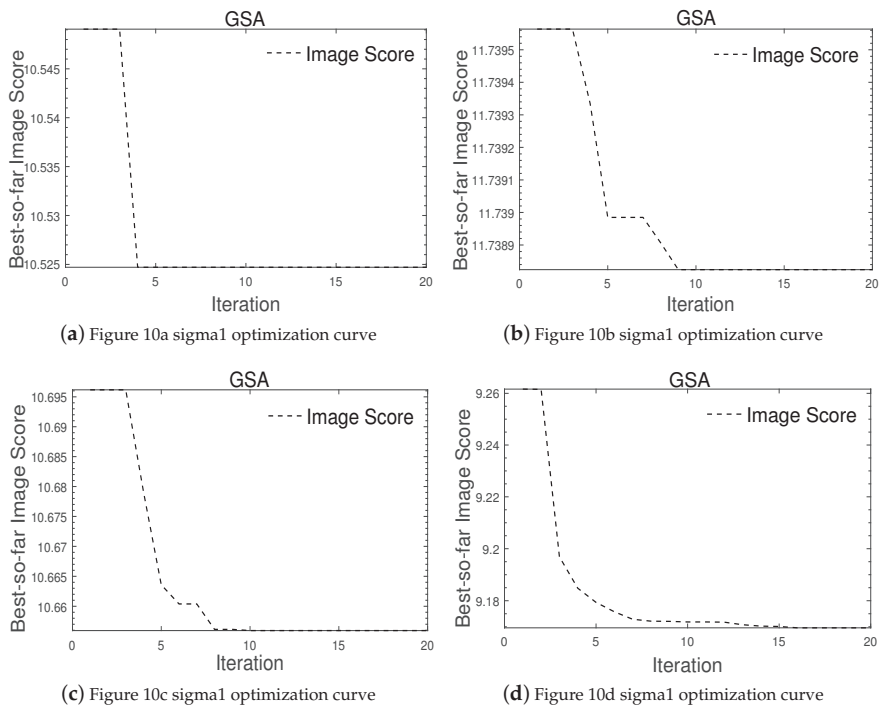 GSA
Image Score
Best-so-far Image Score
10.545
10.54
10.535
10.53
10.525
0 5 10 15 20
Iteration
(a) Figure 10a sigma1 optimization curve
GSA
Image Score
Best-so-far Image Score
11.7395
11.7394
11.7393
11.7392
11.7391
11.739
11.7389
0 5 10 15 20
Iteration
(b) Figure 10b sigma1 optimization curve
GSA
Image Score
Best-so-far Image Score
10.695
10.69
10.685
10.68
10.675
10.67
10.665
10.66
0 5 10 15 20
Iteration
(c) Figure 10c sigma1 optimization curve
GSA
Image Score
Best-so-far Image Score
9.26
9.24
9.22
9.2
9.18
0 5 10 15 20
Iteration
(d) Figure 10d sigma1 optimization curve